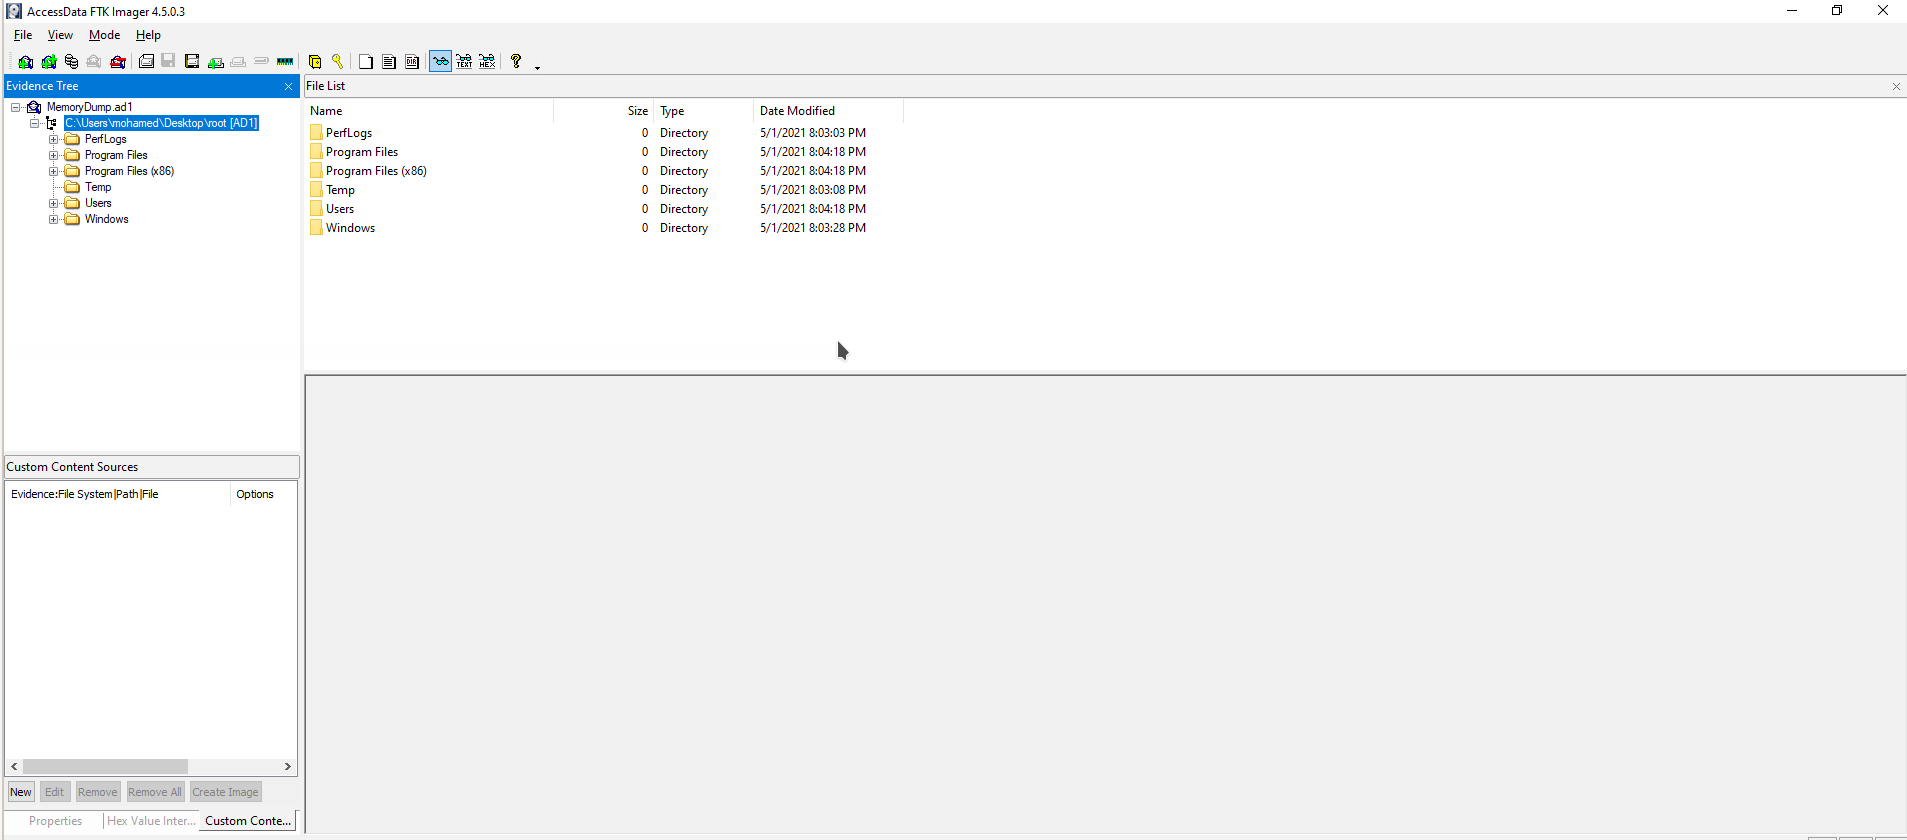 AccessData FTK Imager 4.5.0.3
File View Mode Help
TEXT HEX
Evidence Tree
MemoryDump.ad1
C:\Users\mohamed\Desktop\root [AD1]
PerfLogs
Program Files
Program Files (x86)
Temp
Users
Windows
File List
Name Size Type Date Modified
PerfLogs 0 Directory 5/1/2021 8:03:03 PM
Program Files 0 Directory 5/1/2021 8:04:18 PM
Program Files (x86) 0 Directory 5/1/2021 8:04:18 PM
Temp 0 Directory 5/1/2021 8:03:08 PM
Users 0 Directory 5/1/2021 8:04:18 PM
Windows 0 Directory 5/1/2021 8:03:28 PM
Custom Content Sources
Evidence:File System|Path|File Options
New Edit Remove Remove All Create Image
Properties Hex Value Inter... Custom Conte...